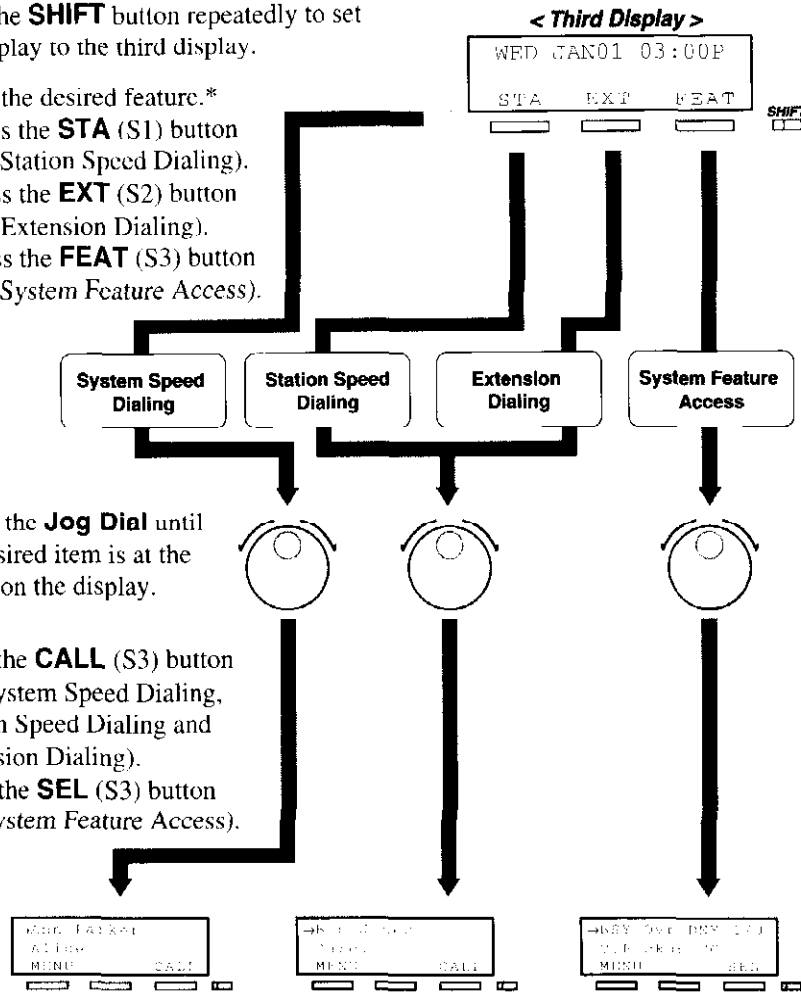 he SHIFT button repeatedly to set
play to the third display.
< Third Display >
WED JAN01 03:00P
STA EXT FEAT
SHIFT
the desired feature.*
s the STA (S1) button
Station Speed Dialing).
ss the EXT (S2) button
Extension Dialing).
ss the FEAT (S3) button
System Feature Access).
System Speed
Dialing
Station Speed
Dialing
Extension
Dialing
System Feature
Access
the Jog Dial until
sired item is at the
on the display.
the CALL (S3) button
ystem Speed Dialing,
n Speed Dialing and
sion Dialing).
the SEL (S3) button
ystem Feature Access).
Parker
MENU CALL
MENU CALL
→BSY Ovr
MENU SEL